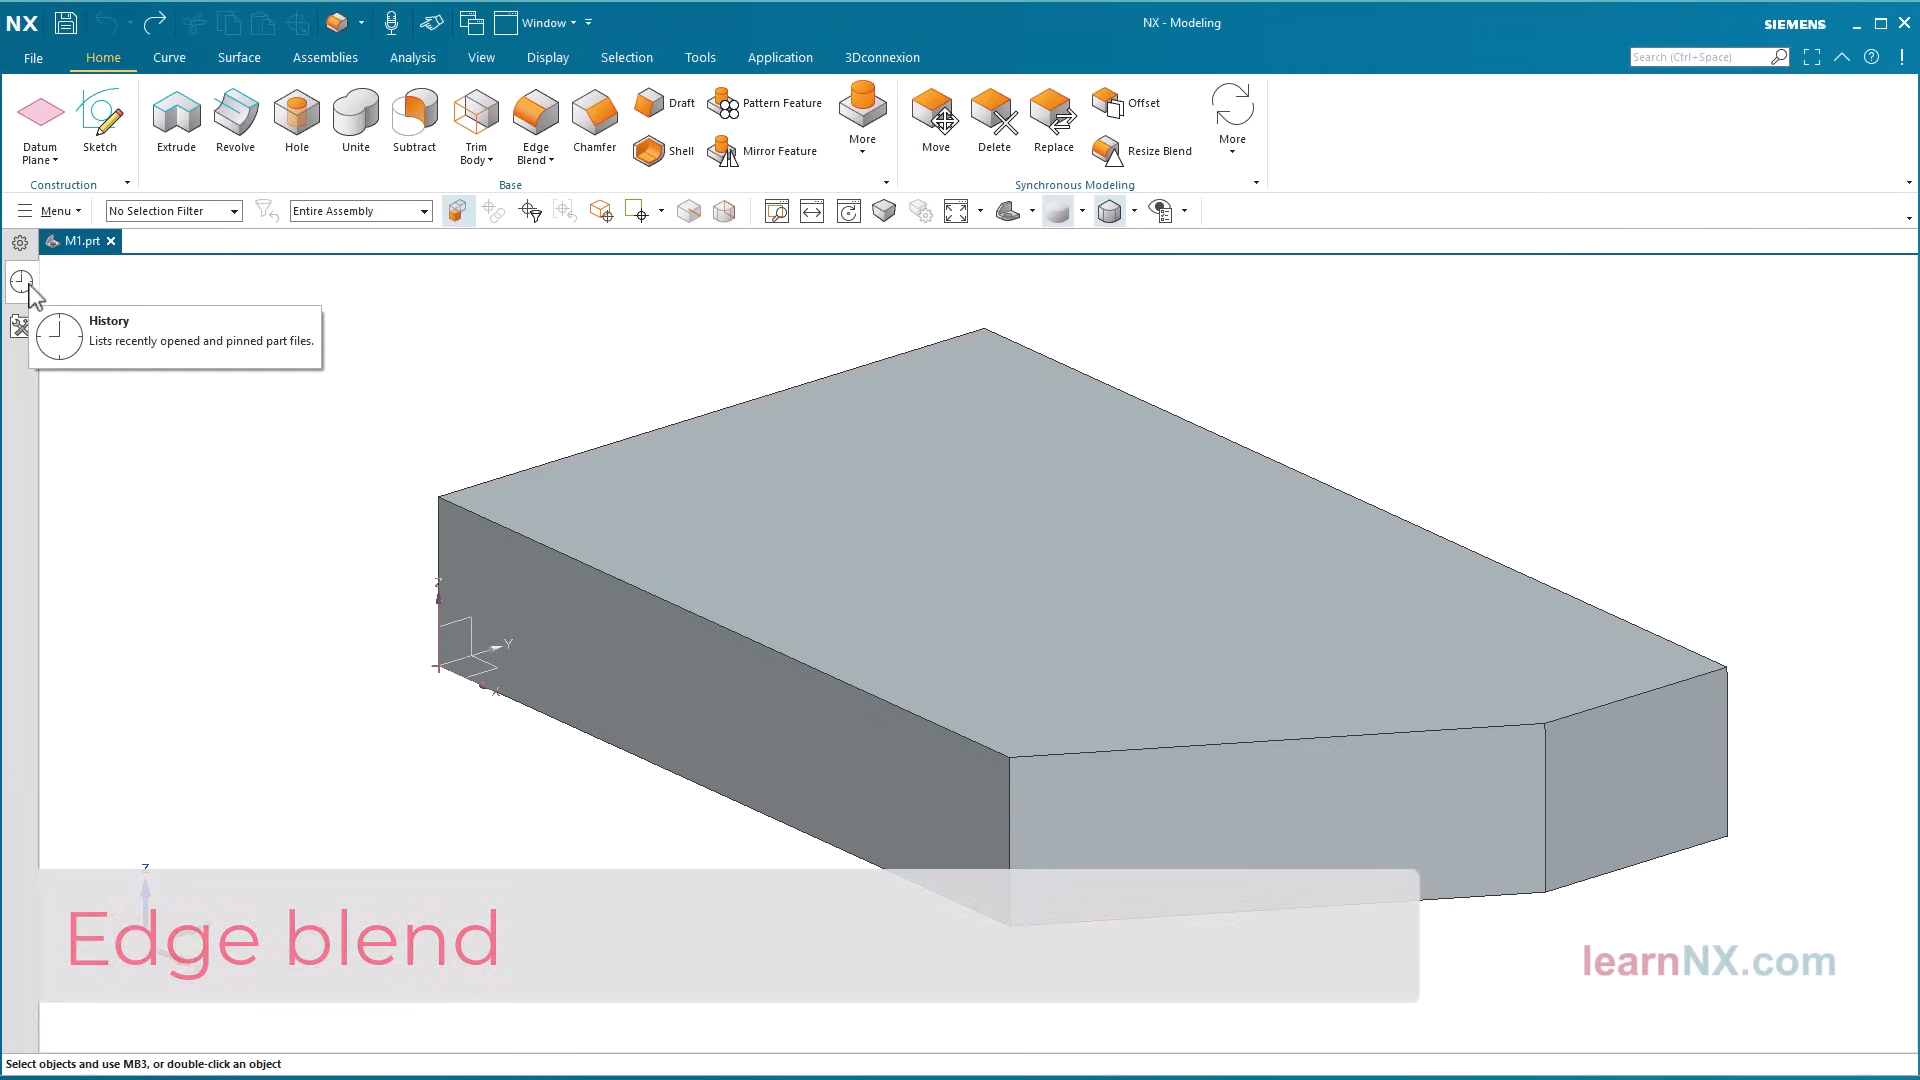 NX
Window
NX - Modeling
SIEMENS
File
Home
Curve
Surface
Assemblies
Analysis
View
Display
Selection
Tools
Application
3Dconnexion
Search (Ctrl+Space)
Datum
Plane
Sketch
Extrude
Revolve
Hole
Unite
Subtract
Trim
Body
Edge
Blend
Chamfer
Draft
Shell
Pattern Feature
Mirror Feature
More
Move
Delete
Replace
Offset
Resize Blend
More
Construction
Base
Synchronous Modeling
Menu
No Selection Filter
Entire Assembly
M1.prt
History
Lists recently opened and pinned part files.
Z
Y
X
Z
Edge blend
learnNX.com
Select objects and use MB3, or double-click an object